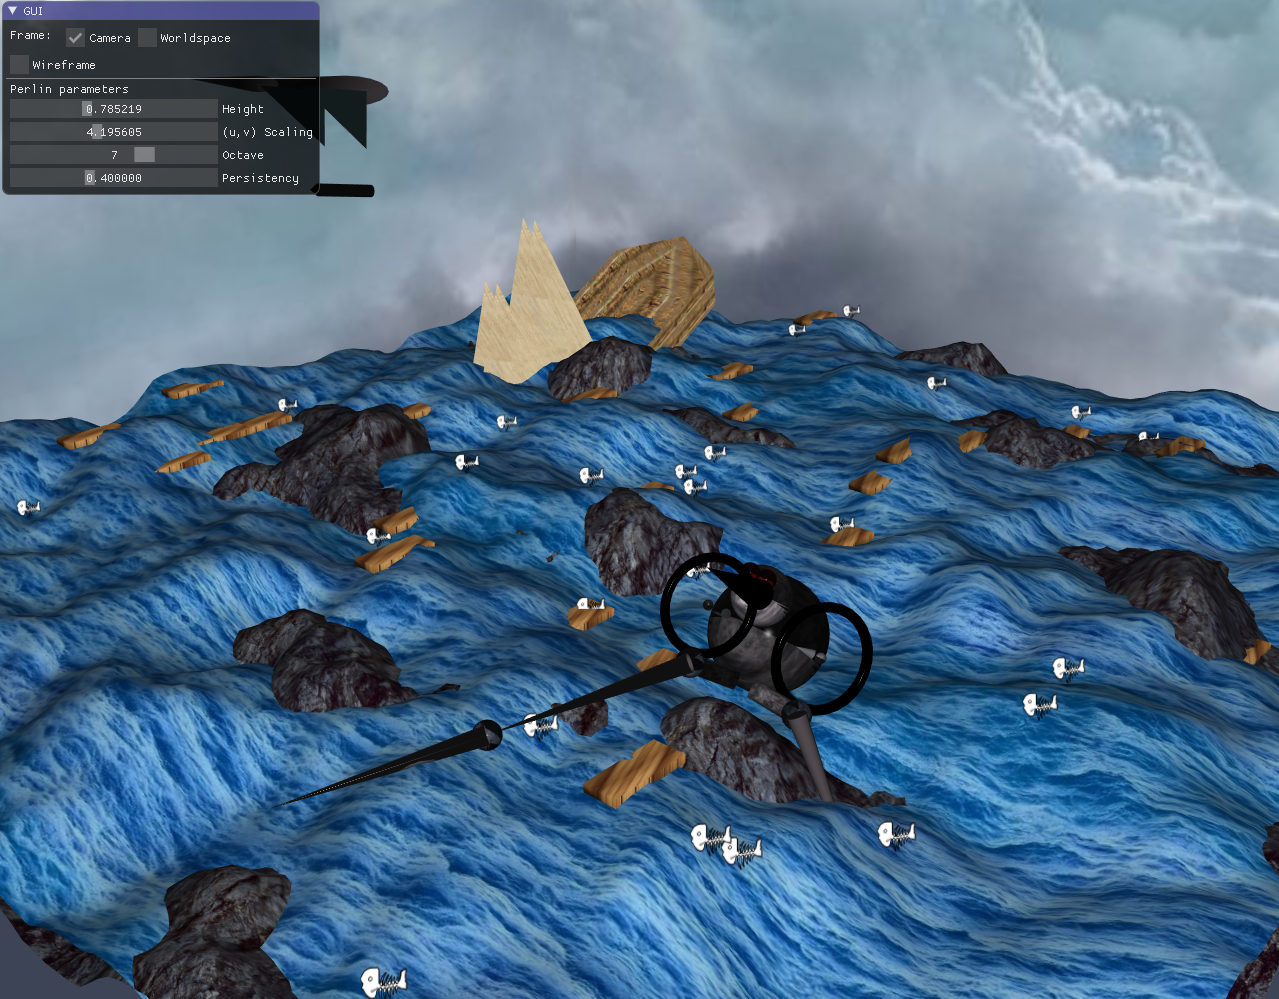 GUI
Frame: Camera Worldspace
Wireframe
Perlin parameters
0.785219 Height
4.195605 (u,v) Scaling
7 Octave
0.400000 Persistency